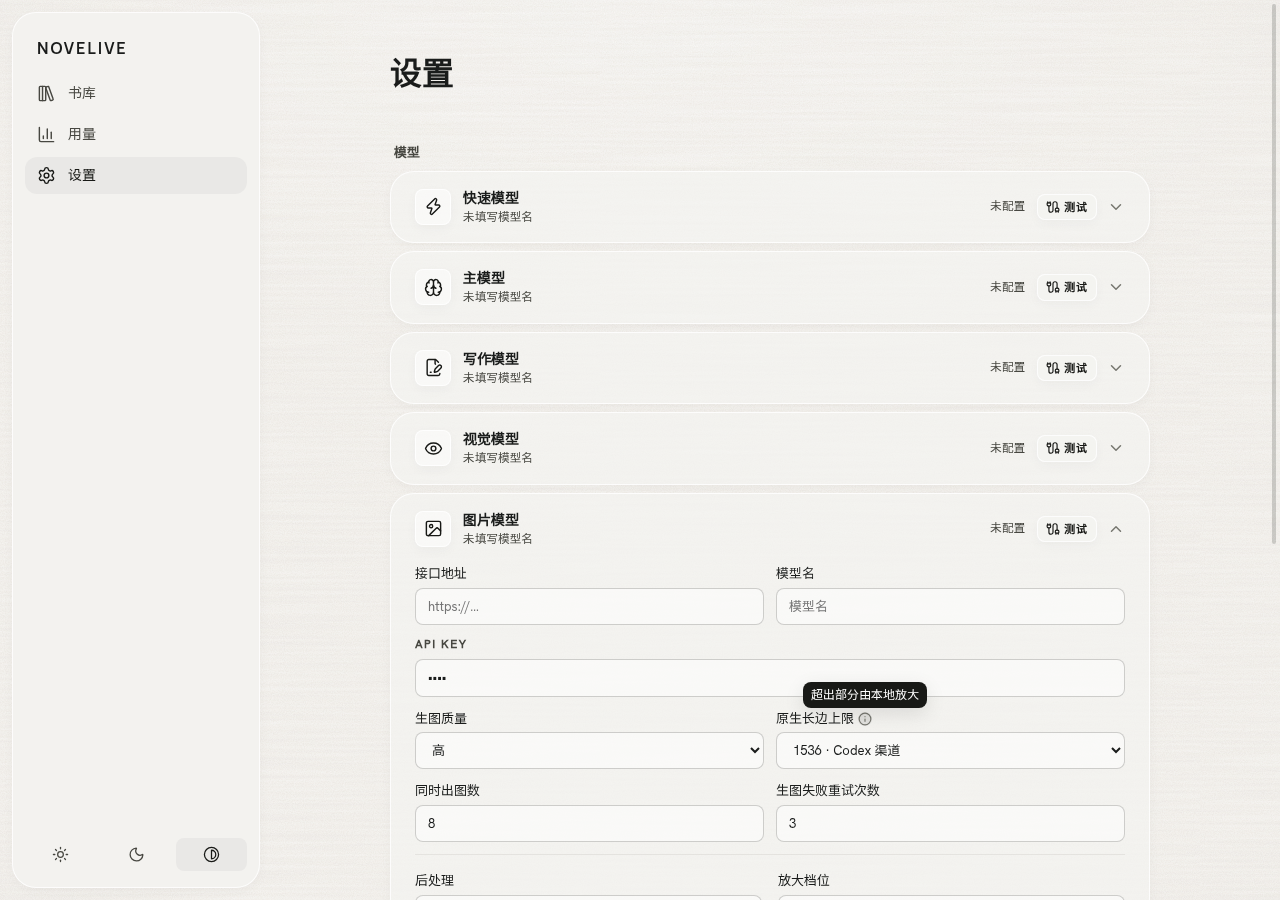 NOVELIVE
书库
用量
设置
设置
模型
快速模型
未填写模型名
未配置
测试
主模型
未填写模型名
未配置
测试
写作模型
未填写模型名
未配置
测试
视觉模型
未填写模型名
未配置
测试
图片模型
未填写模型名
未配置
测试
接口地址
模型名
https://...
模型名
API KEY
••••
超出部分由本地放大
生图质量
原生长边上限
高
1536 · Codex 渠道
同时出图数
生图失败重试次数
8
3
后处理
放大档位